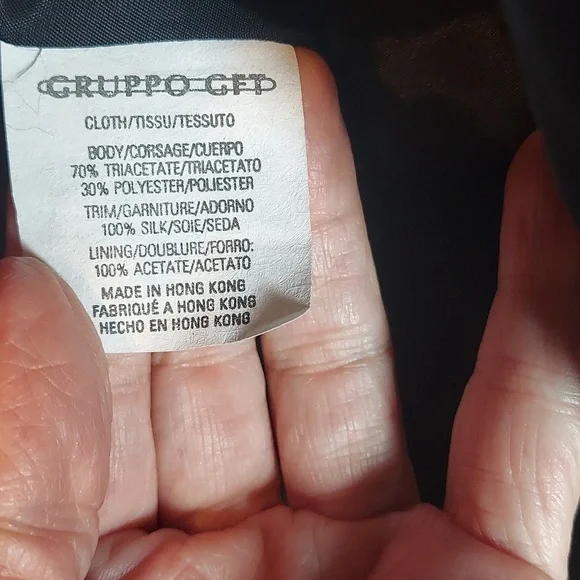 GRUPPO GFT
CLOTH/TISSU/TESSUTO
BODY/CORSAGE/CUERPO
70% TRIACETATE/TRIACETATO
30% POLYESTER/POLIESTER
TRIM/GARNITURE/ADORNO
100% SILK/SOIE/SEDA
LINING/DOUBLURE/FORRO:
100% ACETATE/ACETATO
MADE IN HONG KONG
FABRIQUÉ A HONG KONG
HECHO EN HONG KONG